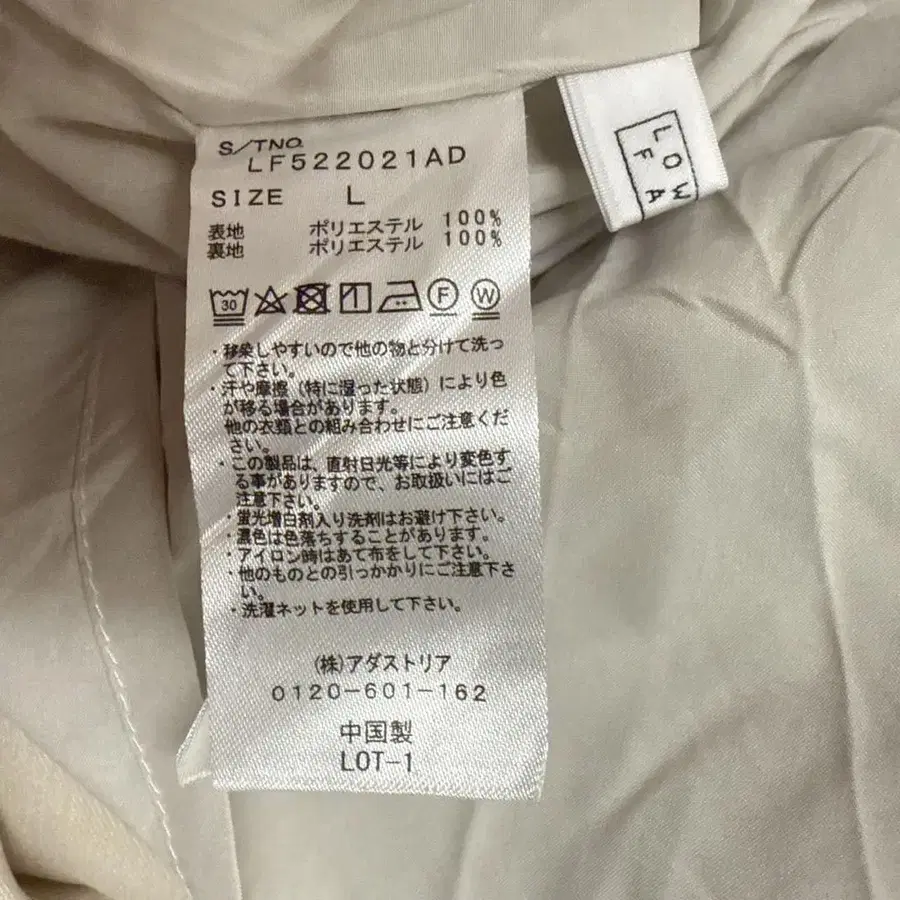 S/TNO.
LF522021AD
SIZE L
表地 ポリエステル 100%
裏地 ポリエステル 100%
30 F W
・移染しやすいので他の物と分けて洗っ
て下さい。
・汗や摩擦（特に湿った状態）により色
が移る場合があります。
他の衣類との組み合わせにご注意くだ
さい。
・この製品は、直射日光等により変色す
る事がありますので、お取扱いにはご
注意下さい。
・蛍光増白剤入り洗剤はお避け下さい。
・濃色は色落ちすることがあります。
・アイロン時はあて布をして下さい。
・他のものとの引っかかりにご注意下さ
い。
・洗濯ネットを使用して下さい。
(株)アダストリア
0120-601-162
中国製
LOT-1
LOW
F A